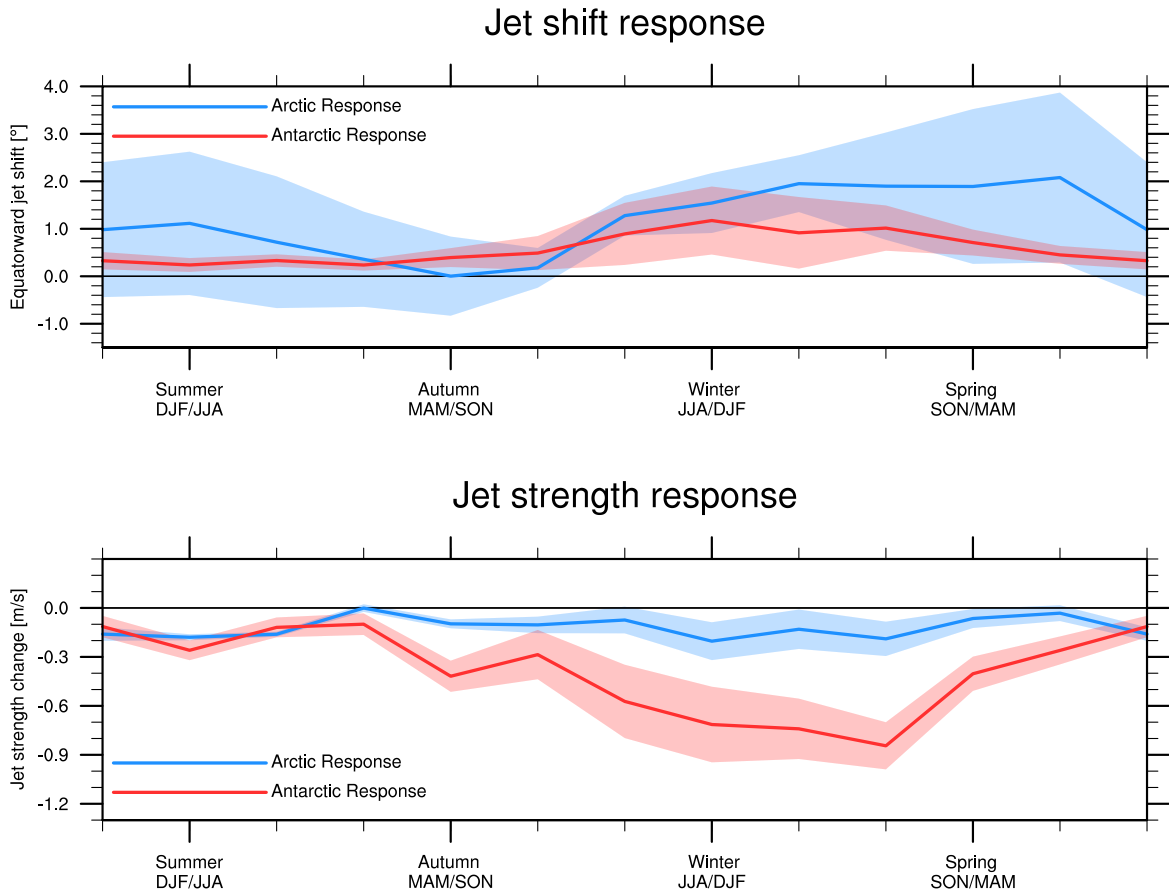 Jet shift response
4.0
3.0
2.0
1.0
0.0
-1.0
Equatorward jet shift [°]
Arctic Response
Antarctic Response
Summer
DJF/JJA
Autumn
MAM/SON
Winter
JJA/DJF
Spring
SON/MAM
Jet strength response
0.0
-0.3
-0.6
-0.9
-1.2
Jet strength change [m/s]
Arctic Response
Antarctic Response
Summer
DJF/JJA
Autumn
MAM/SON
Winter
JJA/DJF
Spring
SON/MAM